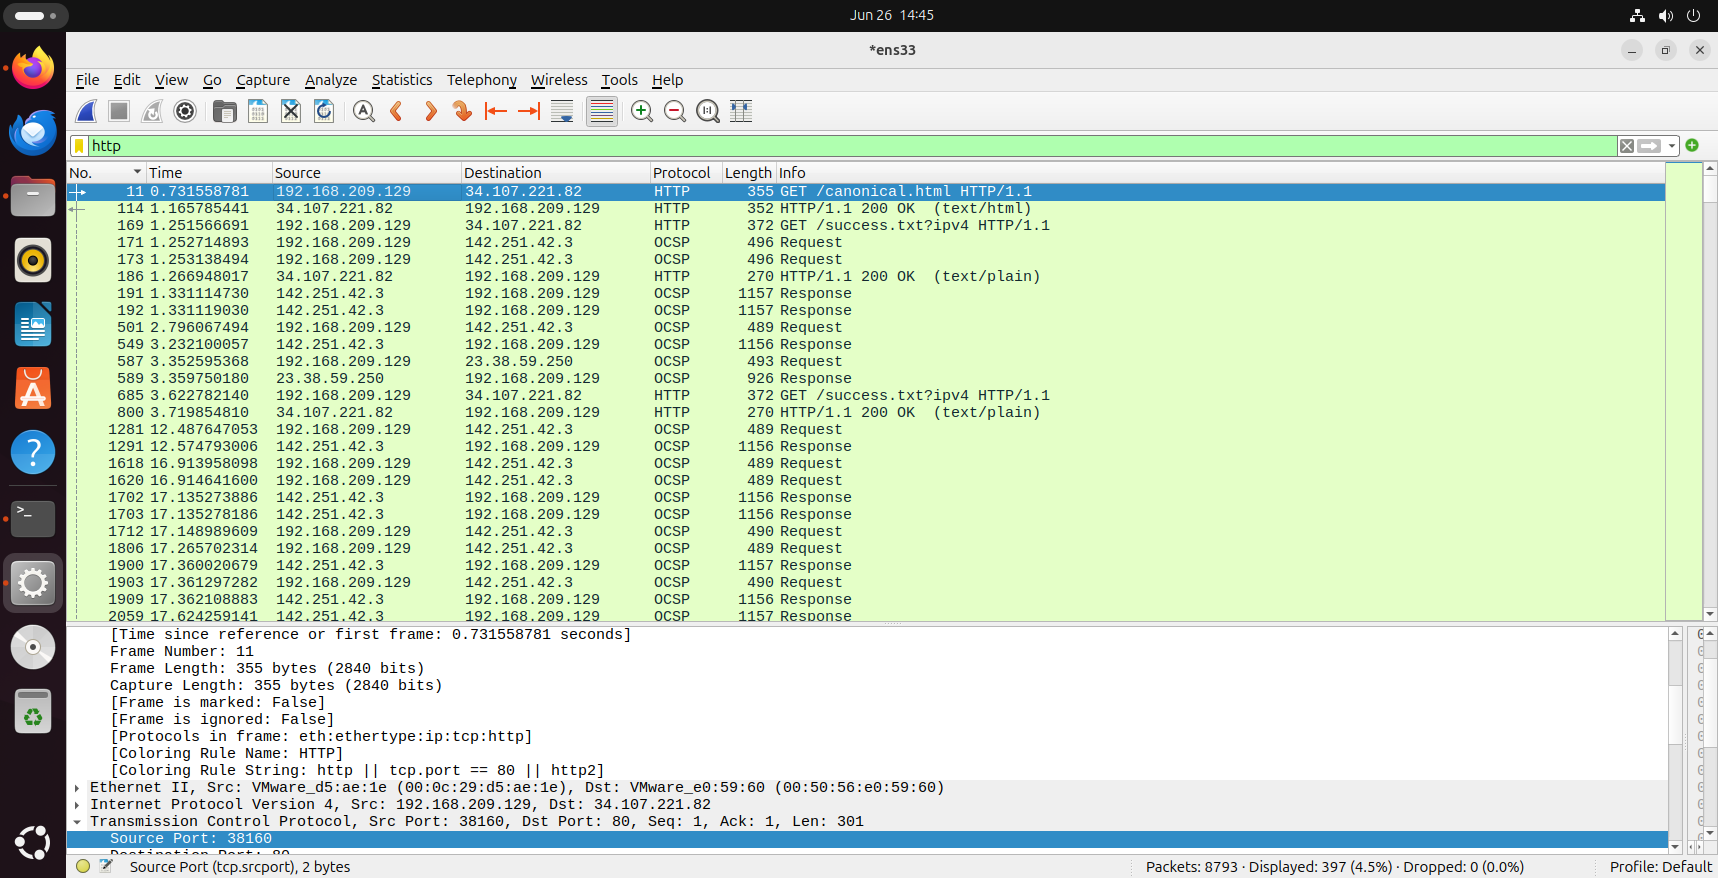 Jun 26 14:45
*ens33
File Edit View Go Capture Analyze Statistics Telephony Wireless Tools Help
http
No. Time Source Destination Protocol Length Info
11 0.731558781 192.168.209.129 34.107.221.82 HTTP 355 GET /canonical.html HTTP/1.1
114 1.165785441 34.107.221.82 192.168.209.129 HTTP 352 HTTP/1.1 200 OK (text/html)
169 1.251566691 192.168.209.129 34.107.221.82 HTTP 372 GET /success.txt?ipv4 HTTP/1.1
171 1.252714893 192.168.209.129 142.251.42.3 OCSP 496 Request
173 1.253138494 192.168.209.129 142.251.42.3 OCSP 496 Request
186 1.266948017 34.107.221.82 192.168.209.129 HTTP 270 HTTP/1.1 200 OK (text/plain)
191 1.331114730 142.251.42.3 192.168.209.129 OCSP 1157 Response
192 1.331119030 142.251.42.3 192.168.209.129 OCSP 1157 Response
501 2.796067494 192.168.209.129 142.251.42.3 OCSP 489 Request
549 3.232100057 142.251.42.3 192.168.209.129 OCSP 1156 Response
587 3.352595368 192.168.209.129 23.38.59.250 OCSP 493 Request
589 3.359750180 23.38.59.250 192.168.209.129 OCSP 926 Response
685 3.622782140 192.168.209.129 34.107.221.82 HTTP 372 GET /success.txt?ipv4 HTTP/1.1
800 3.719854810 34.107.221.82 192.168.209.129 HTTP 270 HTTP/1.1 200 OK (text/plain)
1281 12.487647053 192.168.209.129 142.251.42.3 OCSP 489 Request
1291 12.574793006 142.251.42.3 192.168.209.129 OCSP 1156 Response
1618 16.913958098 192.168.209.129 142.251.42.3 OCSP 489 Request
1620 16.914641600 192.168.209.129 142.251.42.3 OCSP 489 Request
1702 17.135273886 142.251.42.3 192.168.209.129 OCSP 1156 Response
1703 17.135278186 142.251.42.3 192.168.209.129 OCSP 1156 Response
1712 17.148989609 192.168.209.129 142.251.42.3 OCSP 490 Request
1806 17.265702314 192.168.209.129 142.251.42.3 OCSP 489 Request
1900 17.360020679 142.251.42.3 192.168.209.129 OCSP 1157 Response
1903 17.361297282 192.168.209.129 142.251.42.3 OCSP 490 Request
1909 17.362108883 142.251.42.3 192.168.209.129 OCSP 1156 Response
2059 17.624259141 142.251.42.3 192.168.209.129 OCSP 1157 Response
[Time since reference or first frame: 0.731558781 seconds]
Frame Number: 11
Frame Length: 355 bytes (2840 bits)
Capture Length: 355 bytes (2840 bits)
[Frame is marked: False]
[Frame is ignored: False]
[Protocols in frame: eth:ethertype:ip:tcp:http]
[Coloring Rule Name: HTTP]
[Coloring Rule String: http || tcp.port == 80 || http2]
Ethernet II, Src: VMware_d5:ae:1e (00:0c:29:d5:ae:1e), Dst: VMware_e0:59:60 (00:50:56:e0:59:60)
Internet Protocol Version 4, Src: 192.168.209.129, Dst: 34.107.221.82
Transmission Control Protocol, Src Port: 38160, Dst Port: 80, Seq: 1, Ack: 1, Len: 301
Source Port: 38160
Destination Port: 80
Source Port (tcp.srcport), 2 bytes
Packets: 8793 · Displayed: 397 (4.5%) · Dropped: 0 (0.0%)
Profile: Default